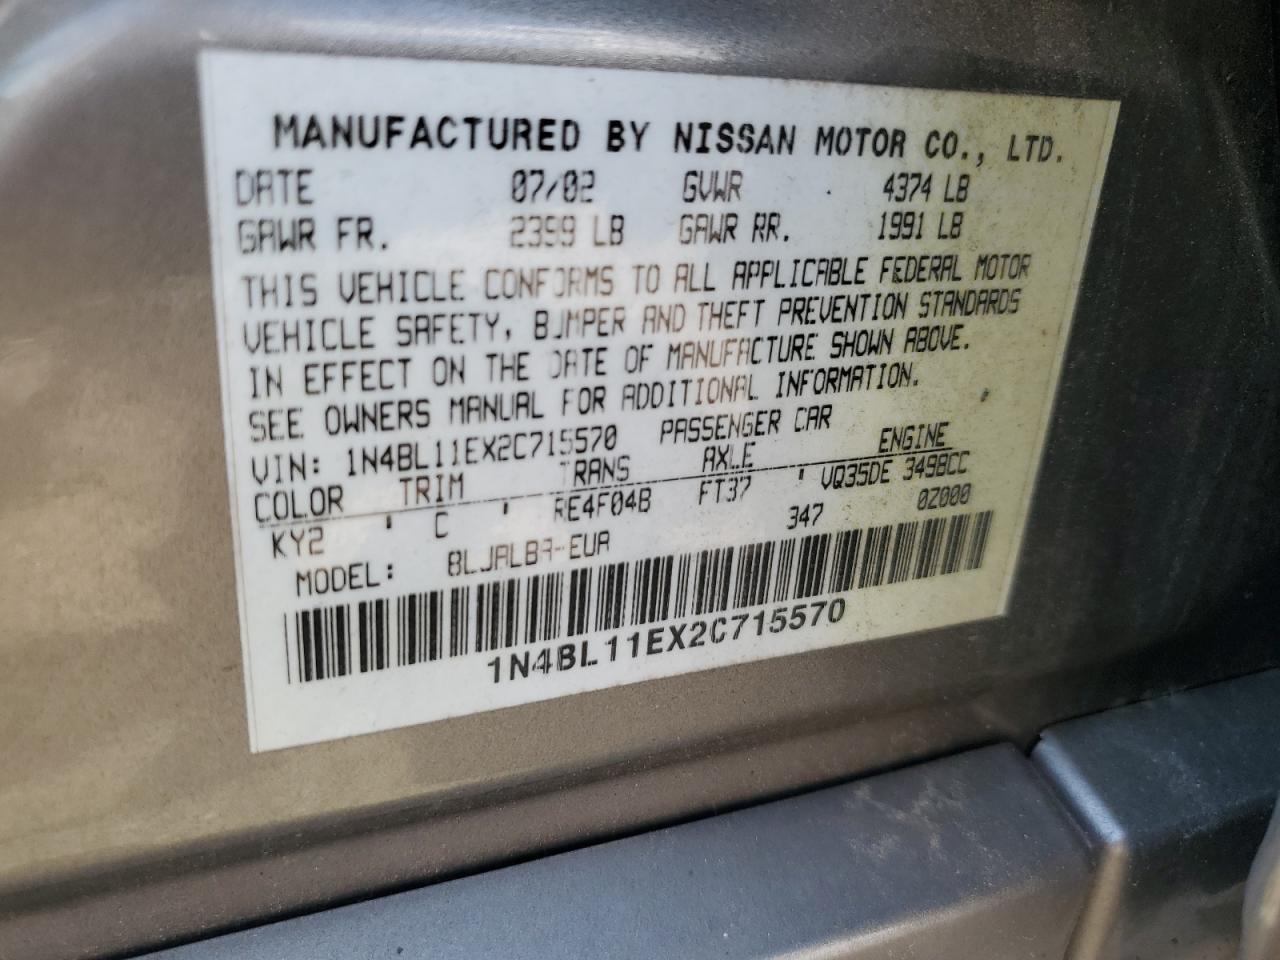 MANUFACTURED BY NISSAN MOTOR CO., LTD.
DATE 07/02 GVWR 4374 LB
GAWR FR. 2399 LB GAWR RR. 1991 LB
THIS VEHICLE CONFORMS TO ALL APPLICABLE FEDERAL MOTOR
VEHICLE SAFETY, BUMPER AND THEFT PREVENTION STANDARDS
IN EFFECT ON THE DATE OF MANUFACTURE SHOWN ABOVE.
SEE OWNERS MANUAL FOR ADDITIONAL INFORMATION.
VIN: 1N4BL11EX2C715570 PASSENGER CAR
COLOR TRIM TRANS AXLE ENGINE
KY2 ' C ' RE4F04B FT37 ' VQ35DE 3498CC
MODEL: BLJALBA-EUA 347 0Z000
1N4BL11EX2C715570